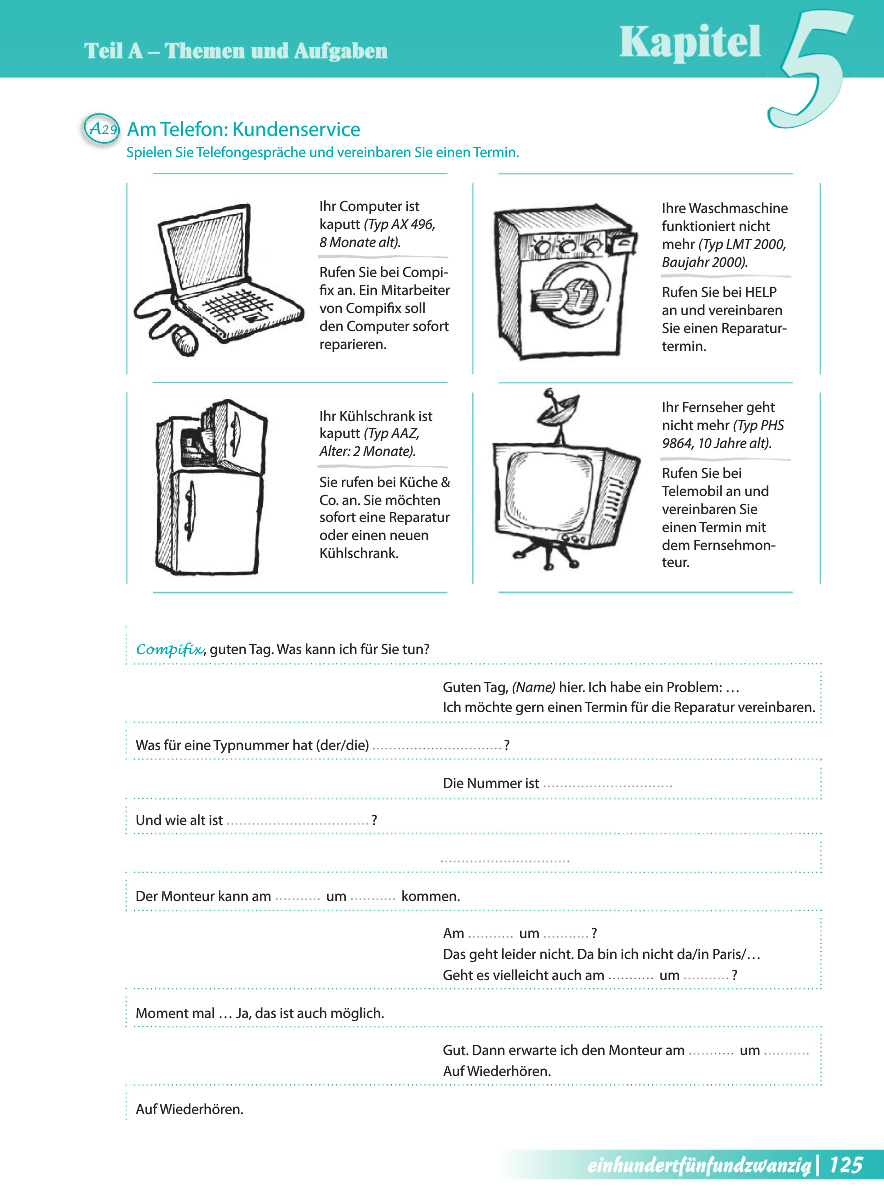 Teil A – Themen und Aufgaben
Kapitel 5
A29 Am Telefon: Kundenservice
Spielen Sie Telefongespräche und vereinbaren Sie einen Termin.
Ihr Computer ist
kaputt (Typ AX 496,
8 Monate alt).
Rufen Sie bei Compi-
fix an. Ein Mitarbeiter
von Compifix soll
den Computer sofort
reparieren.
Ihre Waschmaschine
funktioniert nicht
mehr (Typ LMT 2000,
Baujahr 2000).
Rufen Sie bei HELP
an und vereinbaren
Sie einen Reparatur-
termin.
Ihr Kühlschrank ist
kaputt (Typ AAZ,
Alter: 2 Monate).
Sie rufen bei Küche &
Co. an. Sie möchten
sofort eine Reparatur
oder einen neuen
Kühlschrank.
Ihr Fernseher geht
nicht mehr (Typ PHS
9864, 10 Jahre alt).
Rufen Sie bei
Telemobil an und
vereinbaren Sie
einen Termin mit
dem Fernsehmon-
teur.
Compifix, guten Tag. Was kann ich für Sie tun?
Guten Tag, (Name) hier. Ich habe ein Problem: …
Ich möchte gern einen Termin für die Reparatur vereinbaren.
Was für eine Typnummer hat (der/die) ............................... ?
Die Nummer ist ...............................
Und wie alt ist .................................. ?
...............................
Der Monteur kann am ........... um ........... kommen.
Am ........... um ........... ?
Das geht leider nicht. Da bin ich nicht da/in Paris/…
Geht es vielleicht auch am ........... um ........... ?
Moment mal … Ja, das ist auch möglich.
Gut. Dann erwarte ich den Monteur am ........... um ...........
Auf Wiederhören.
Auf Wiederhören.
einhundertfünfundzwanzig | 125